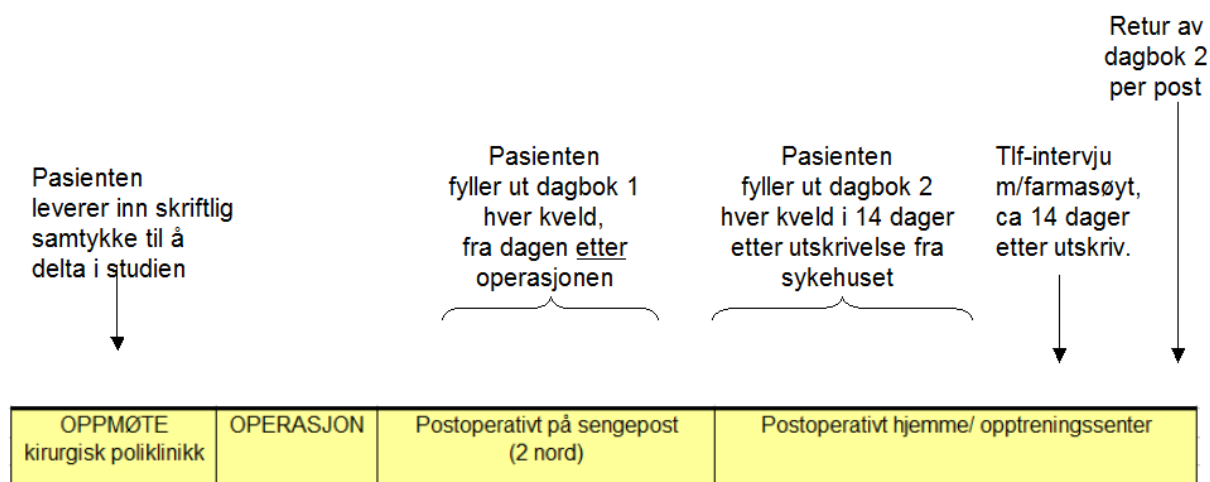 Retur av
dagbok 2
per post
Pasienten
leverer inn skriftlig
samtykke til å
delta i studien
Pasienten
fyller ut dagbok 1
hver kveld,
fra dagen etter
operasjonen
Pasienten
fyller ut dagbok 2
hver kveld i 14 dager
etter utskrivelse fra
sykehuset
Tlf-intervju
m/farmasøyt,
ca 14 dager
etter utskriv.
OPPMØTE
kirurgisk poliklinikk
OPERASJON
Postoperativt på sengepost
(2 nord)
Postoperativt hjemme/ opptreningssenter